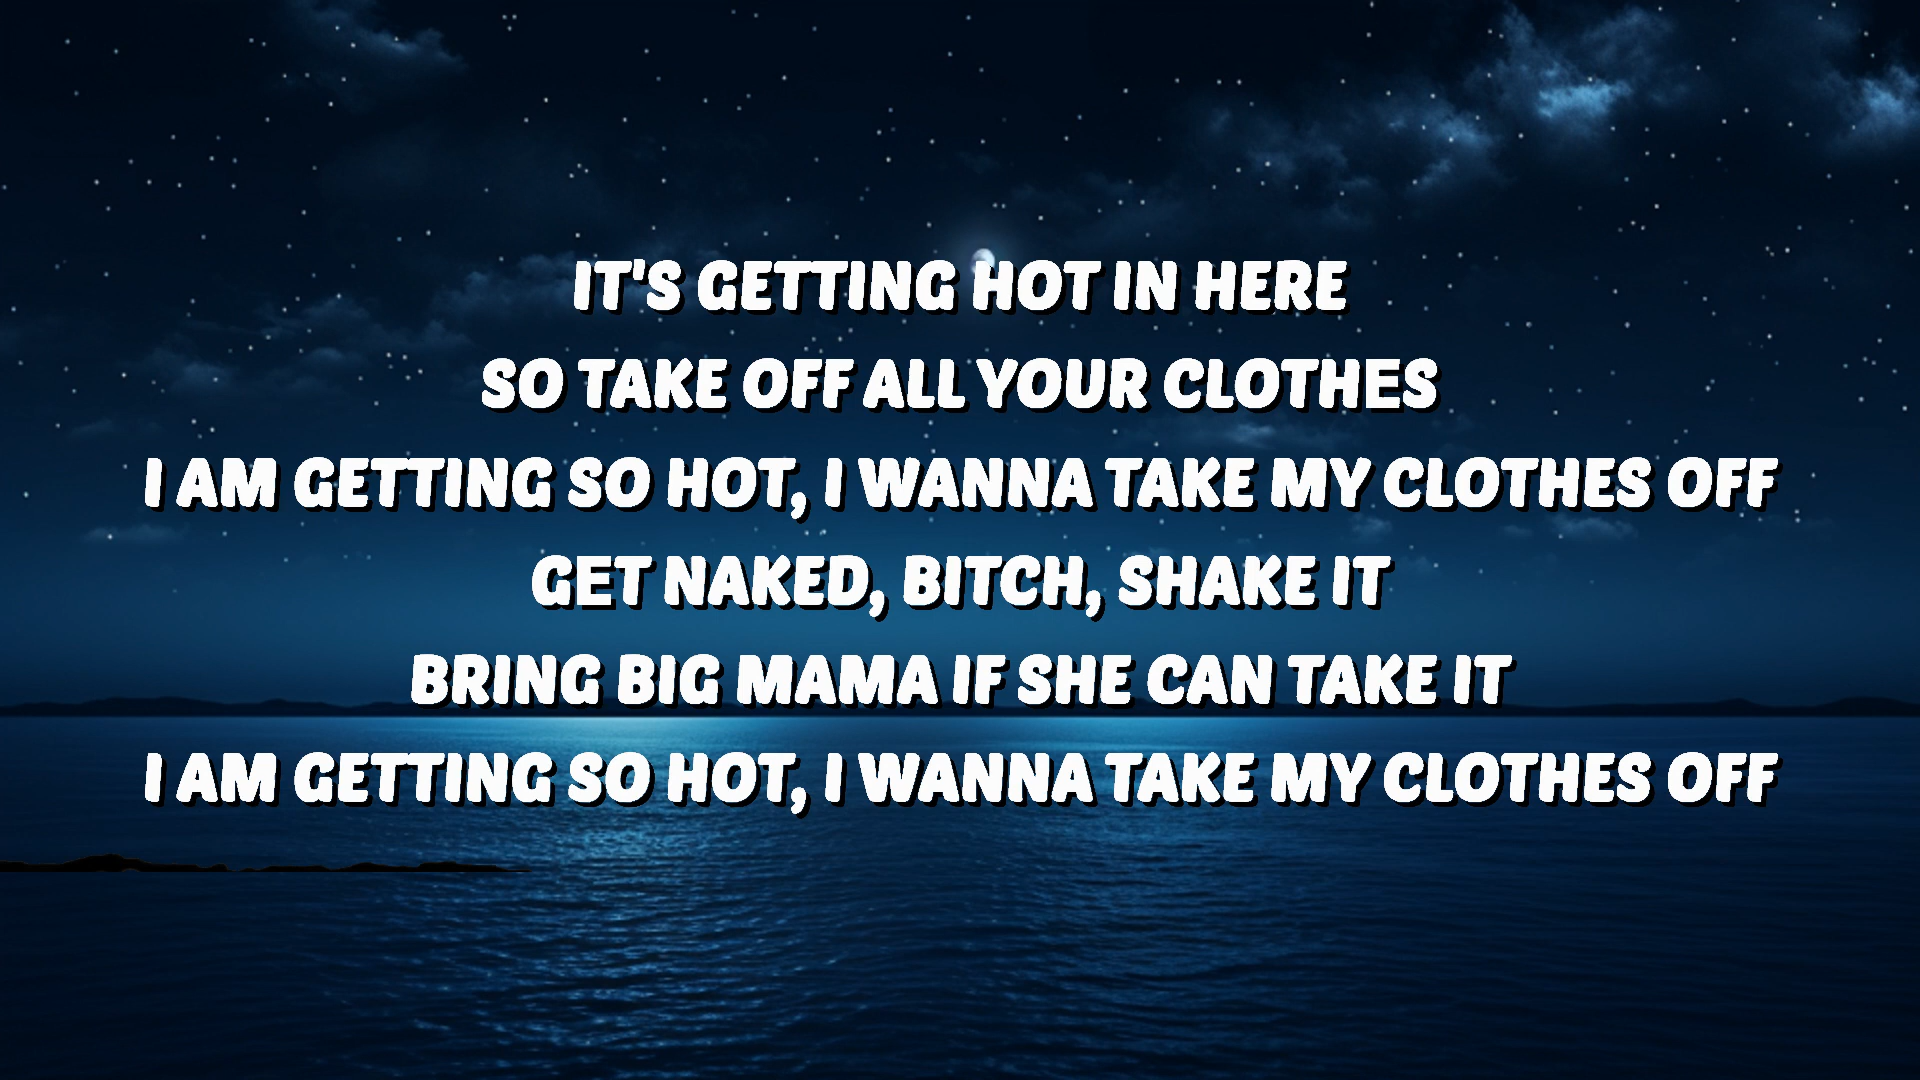 IT'S GETTING HOT IN HERE
SO TAKE OFF ALL YOUR CLOTHES
I AM GETTING SO HOT, I WANNA TAKE MY CLOTHES OFF
GET NAKED, BITCH, SHAKE IT
BRING BIG MAMA IF SHE CAN TAKE IT
I AM GETTING SO HOT, I WANNA TAKE MY CLOTHES OFF